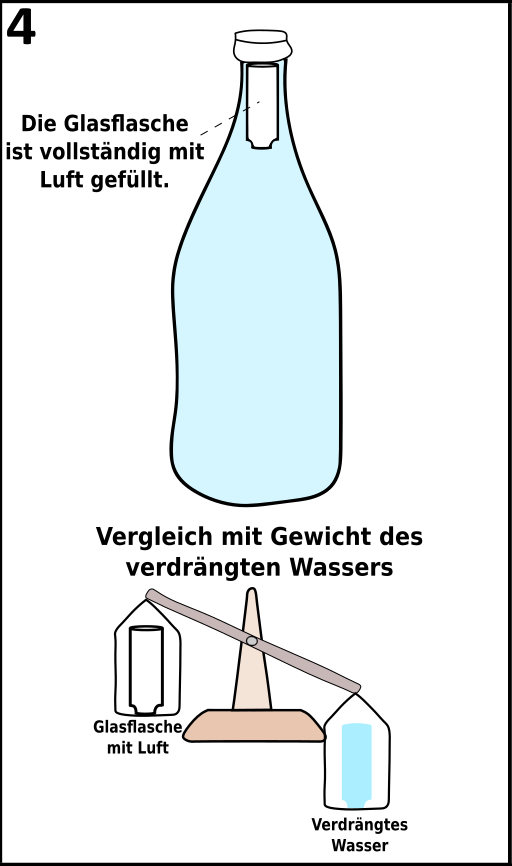 4
Die Glasflasche
ist vollständig mit
Luft gefüllt.
Vergleich mit Gewicht des
verdrängten Wassers
Glasflasche
mit Luft
Verdrängtes
Wasser